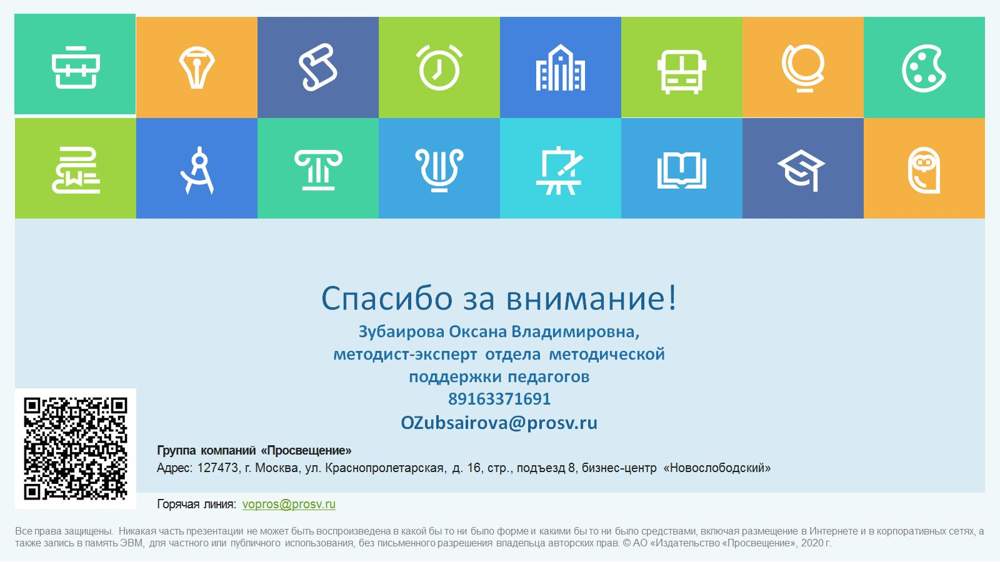 Спасибо за внимание!
Зубаирова Оксана Владимировна,
методист-эксперт отдела методической
поддержки педагогов
89163371691
OZubsairova@prosv.ru
Группа компаний «Просвещение»
Адрес: 127473, г. Москва, ул. Краснопролетарская, д. 16, стр., подъезд 8, бизнес-центр «Новослободский»
Горячая линия: vopros@prosv.ru
Все права защищены. Никакая часть презентации не может быть воспроизведена в какой бы то ни было форме и какими бы то ни было средствами, включая размещение в Интернете и в корпоративных сетях, а
также запись в память ЭВМ, для частного или публичного использования, без письменного разрешения владельца авторских прав. © АО «Издательство «Просвещение», 2020 г.